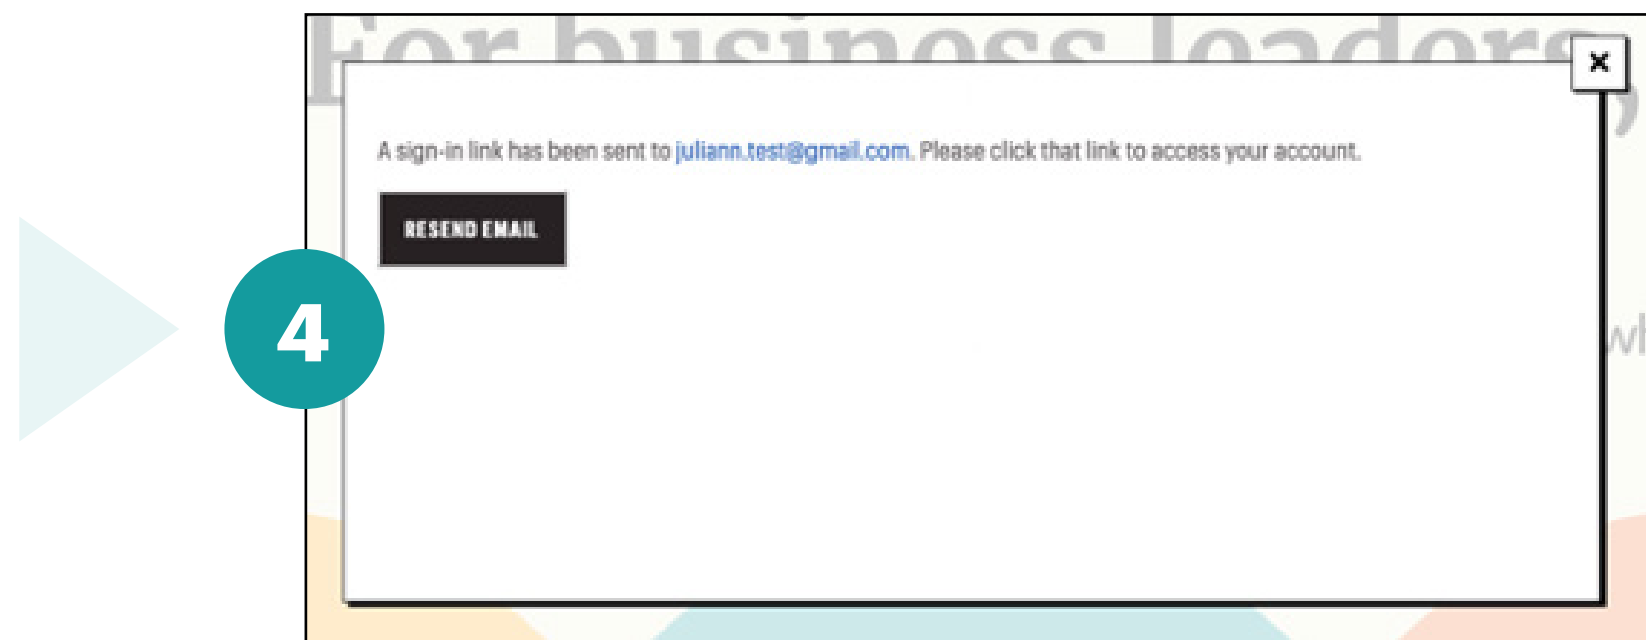 For business leaders,
×
A sign-in link has been sent to juliann.test@gmail.com. Please click that link to access your account.
RESEND EMAIL
4
wh